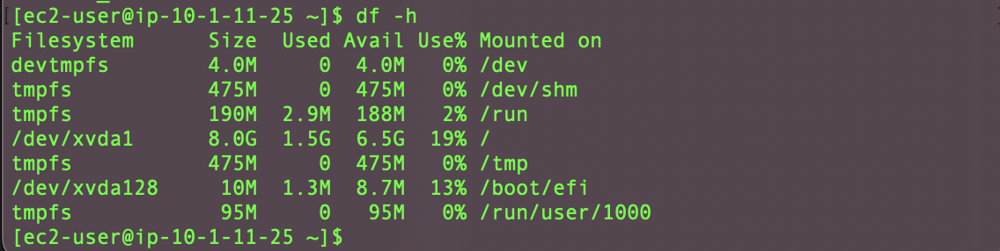 [ec2-user@ip-10-1-11-25 ~]$ df -h
Filesystem      Size  Used Avail Use% Mounted on
devtmpfs        4.0M     0  4.0M   0% /dev
tmpfs           475M     0  475M   0% /dev/shm
tmpfs           190M  2.9M  188M   2% /run
/dev/xvda1      8.0G  1.5G  6.5G  19% /
tmpfs           475M     0  475M   0% /tmp
/dev/xvda128     10M  1.3M  8.7M  13% /boot/efi
tmpfs            95M     0   95M   0% /run/user/1000
[ec2-user@ip-10-1-11-25 ~]$